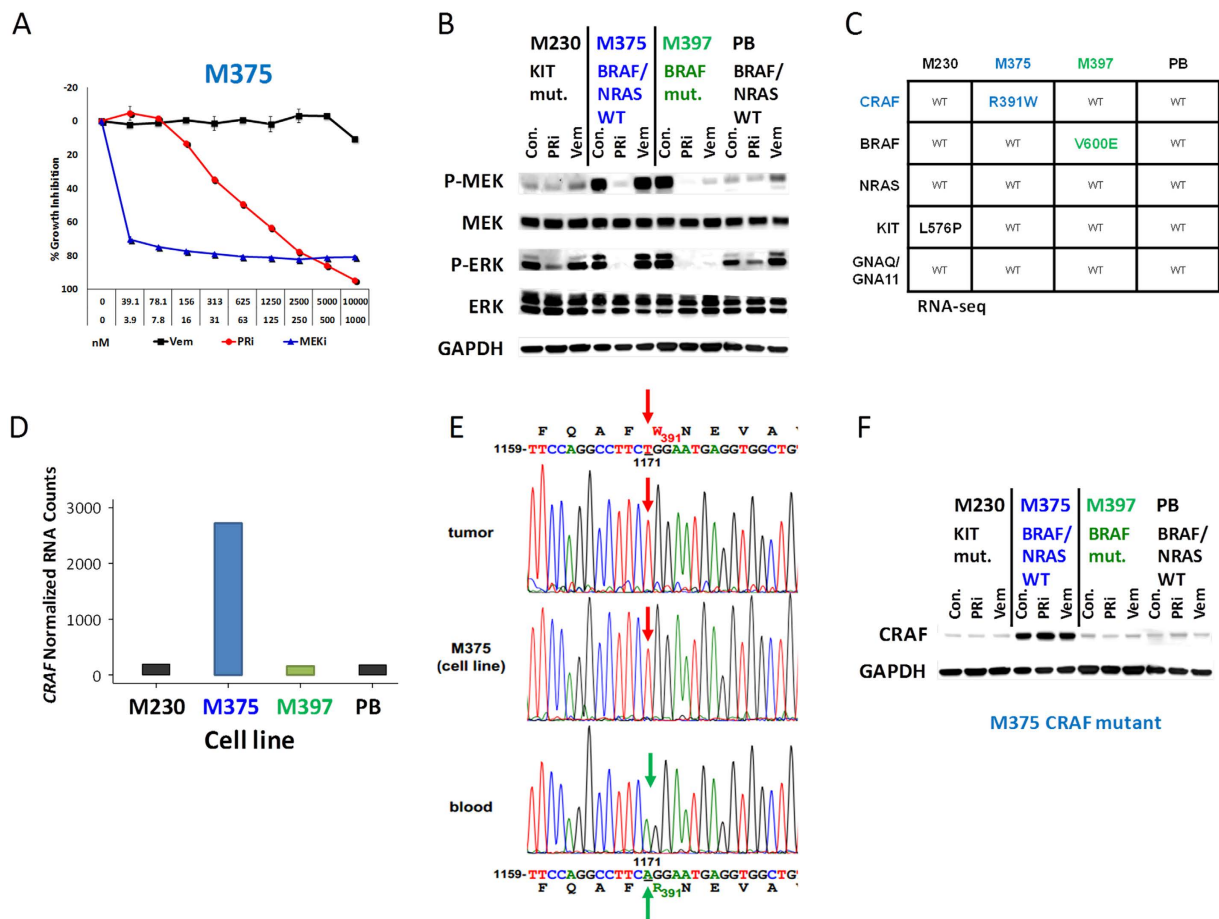 A
M375
% Growth Inhibition
-20
0
20
40
60
80
100
0 39.1 78.1 156 313 625 1250 2500 5000 10000
0 3.9 7.8 16 31 63 125 250 500 1000
nM
Vem PRi MEKi
B
M230 M375 M397 PB
KIT mut.
BRAF/ NRAS WT
BRAF mut.
BRAF/ NRAS WT
Con. PRi Vem Con. PRi Vem Con. PRi Vem Con. PRi Vem
P-MEK
MEK
P-ERK
ERK
GAPDH
C
M230 M375 M397 PB
CRAF WT R391W WT WT
BRAF WT WT V600E WT
NRAS WT WT WT WT
KIT L576P WT WT WT
GNAQ/ GNA11 WT WT WT WT
RNA-seq
D
CRAF Normalized RNA Counts
3000
2000
1000
0
M230 M375 M397 PB
Cell line
E
F Q A F W391 N E V A
1159-TTCCAGGCCTTCTGGAATGAGGTGGCTGT
1171
tumor
M375
(cell line)
blood
1171
1159-TTCCAGGCCTTCAGGAATGAGGTGGCTGT
F Q A F R391 N E V A
F
M230 M375 M397 PB
KIT mut.
BRAF/ NRAS WT
BRAF mut.
BRAF/ NRAS WT
Con. PRi Vem Con. PRi Vem Con. PRi Vem Con. PRi Vem
CRAF
GAPDH
M375 CRAF mutant